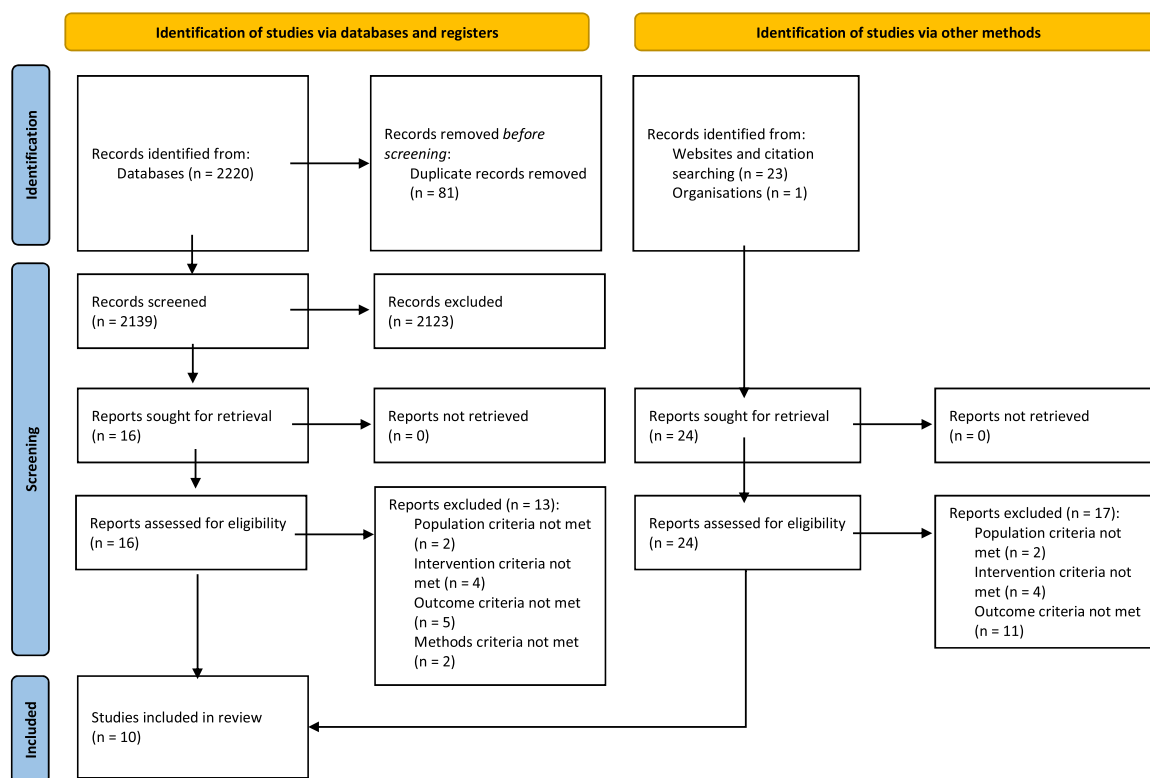 Identification of studies via databases and registers
Identification of studies via other methods
Identification
Records identified from:
Databases (n = 2220)
Records removed before
screening:
Duplicate records removed
(n = 81)
Records identified from:
Websites and citation
searching (n = 23)
Organisations (n = 1)
Screening
Records screened
(n = 2139)
Records excluded
(n = 2123)
Reports sought for retrieval
(n = 16)
Reports not retrieved
(n = 0)
Reports sought for retrieval
(n = 24)
Reports not retrieved
(n = 0)
Reports assessed for eligibility
(n = 16)
Reports excluded (n = 13):
Population criteria not met
(n = 2)
Intervention criteria not
met (n = 4)
Outcome criteria not met
(n = 5)
Methods criteria not met
(n = 2)
Reports assessed for eligibility
(n = 24)
Reports excluded (n = 17):
Population criteria not
met (n = 2)
Intervention criteria not
met (n = 4)
Outcome criteria not met
(n = 11)
Included
Studies included in review
(n = 10)